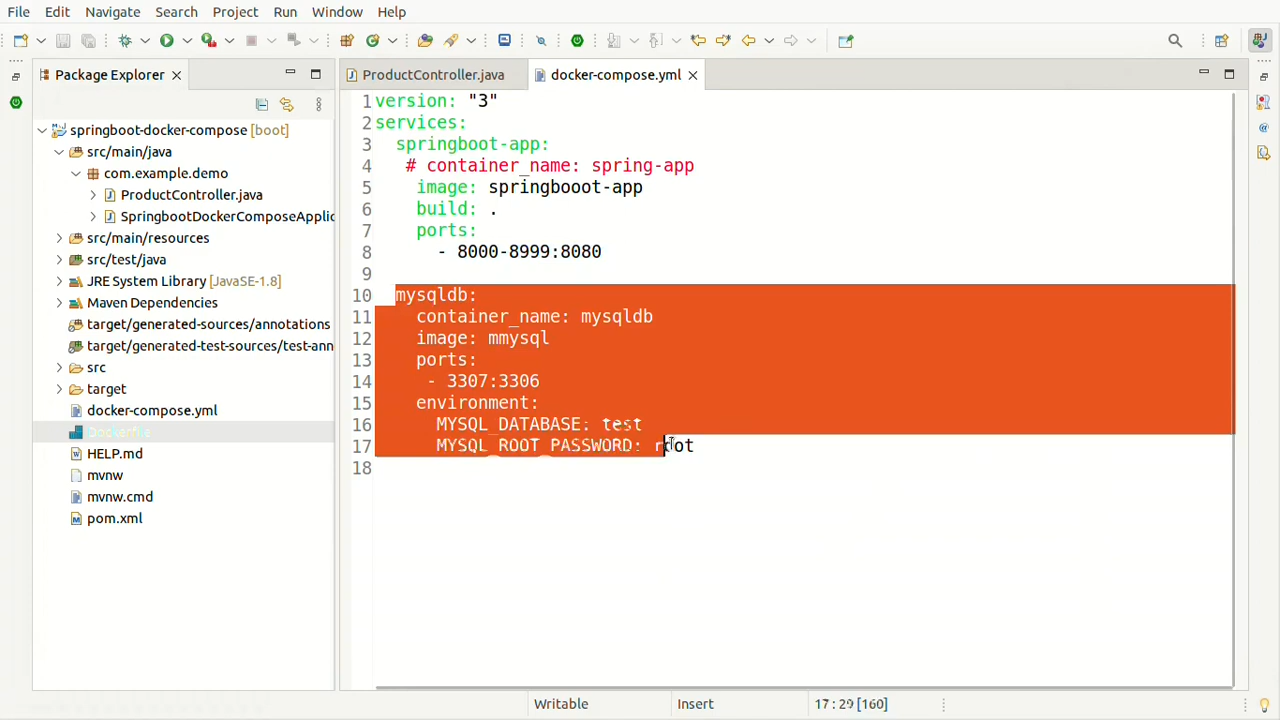 File Edit Navigate Search Project Run Window Help
Package Explorer
ProductController.java
docker-compose.yml
springboot-docker-compose [boot]
src/main/java
com.example.demo
ProductController.java
SpringbootDockerComposeApplic
src/main/resources
src/test/java
JRE System Library [JavaSE-1.8]
Maven Dependencies
target/generated-sources/annotations
target/generated-test-sources/test-ann
src
target
docker-compose.yml
Dockerfile
HELP.md
mvnw
mvnw.cmd
pom.xml
1 version: "3"
2 services:
3 springboot-app:
4 # container_name: spring-app
5 image: springbooot-app
6 build: .
7 ports:
8 - 8000-8999:8080
9
10 mysqldb:
11 container_name: mysqldb
12 image: mmysql
13 ports:
14 - 3307:3306
15 environment:
16 MYSQL_DATABASE: test
17 MYSQL_ROOT_PASSWORD: root
18
Writable Insert 17 : 29 [160]